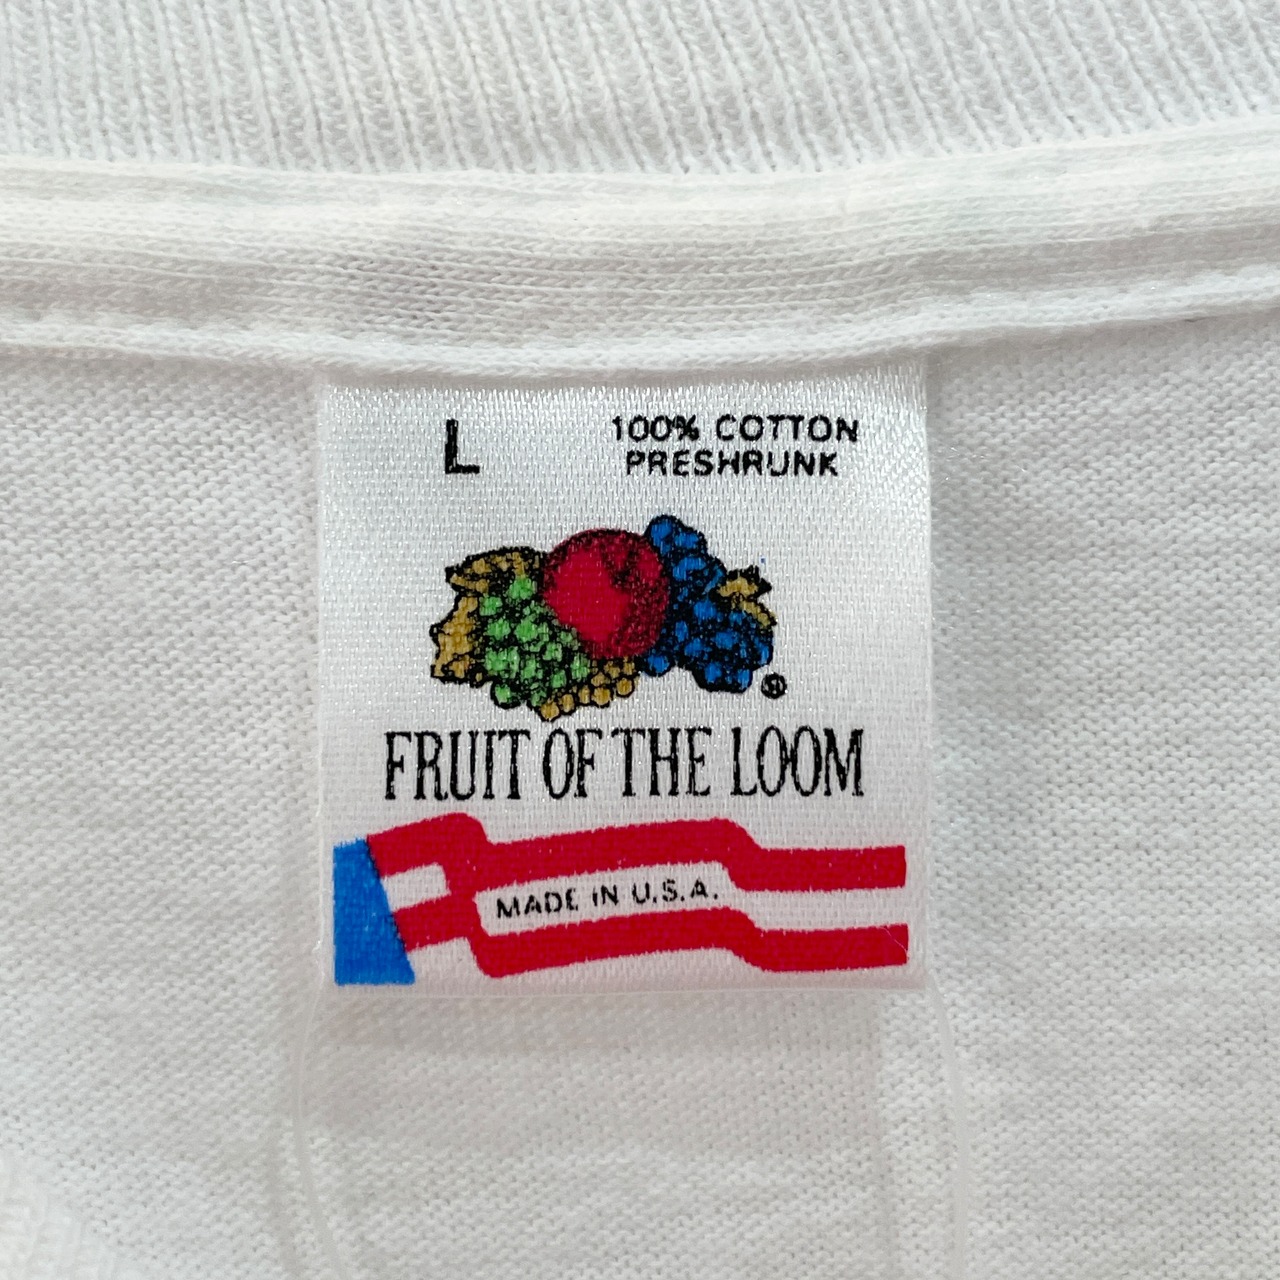 L
100% COTTON
PRESHRUNK
®
FRUIT OF THE LOOM
MADE IN U.S.A.